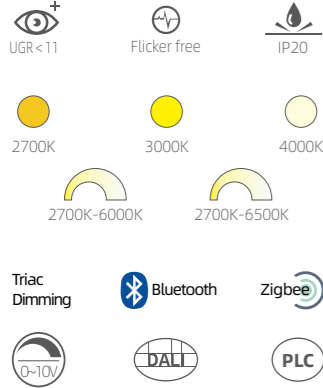 UGR<11
Flicker free
IP20
2700K
3000K
4000K
2700K-6000K
2700K-6500K
Triac
Dimming
Bluetooth
Zigbee
0~10V
DALI
PLC